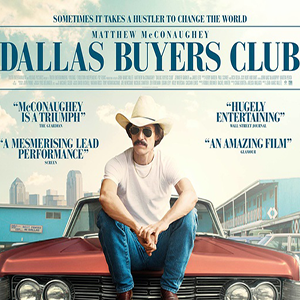 SOMETIMES IT TAKES A HUSTLER TO CHANGE THE WORLD
MATTHEW McCONAUGHEY
DALLAS BUYERS CLUB
"McCONAUGHEY
IS A TRIUMPH"
THE GUARDIAN
"HUGELY
ENTERTAINING"
WALL STREET JOURNAL
"A MESMERISING LEAD
PERFORMANCE"
SCREEN
"AN AMAZING FILM"
GLAMOUR